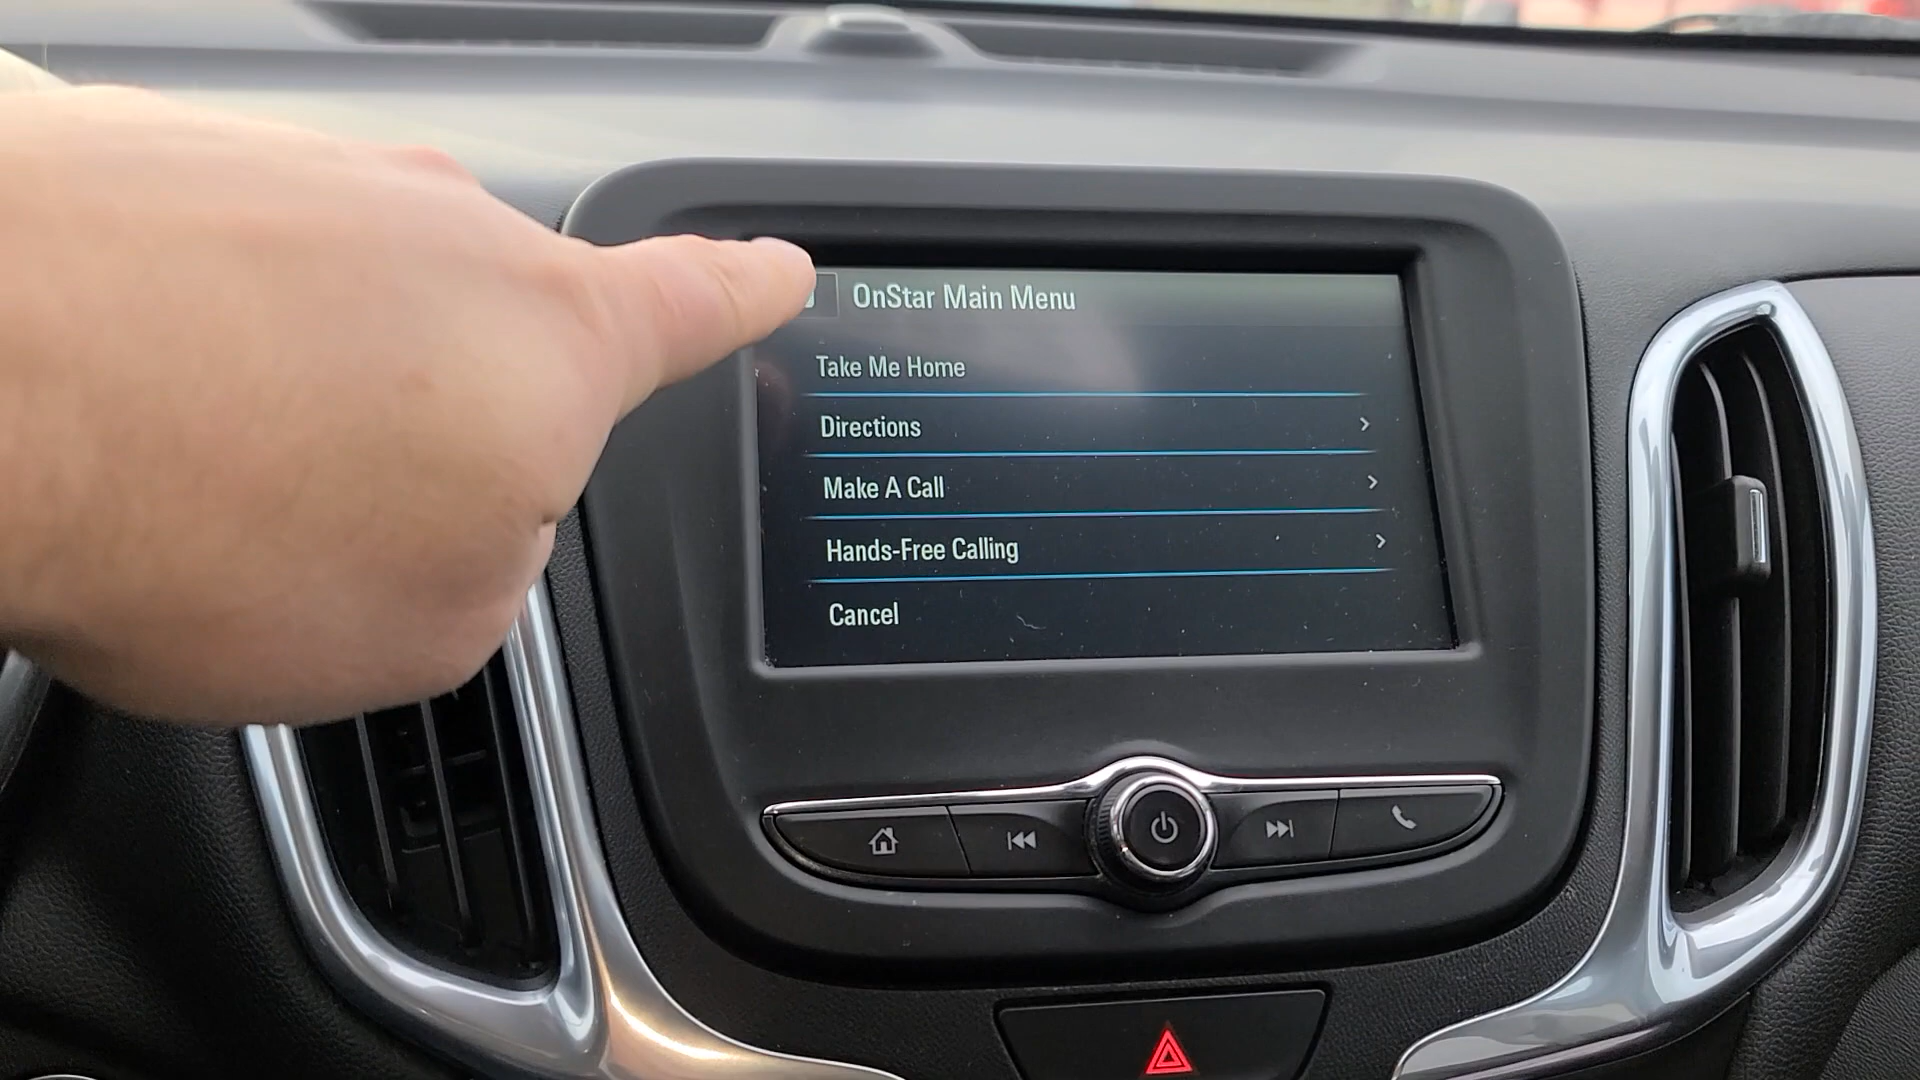 OnStar Main Menu
Take Me Home
Directions
Make A Call
Hands-Free Calling
Cancel